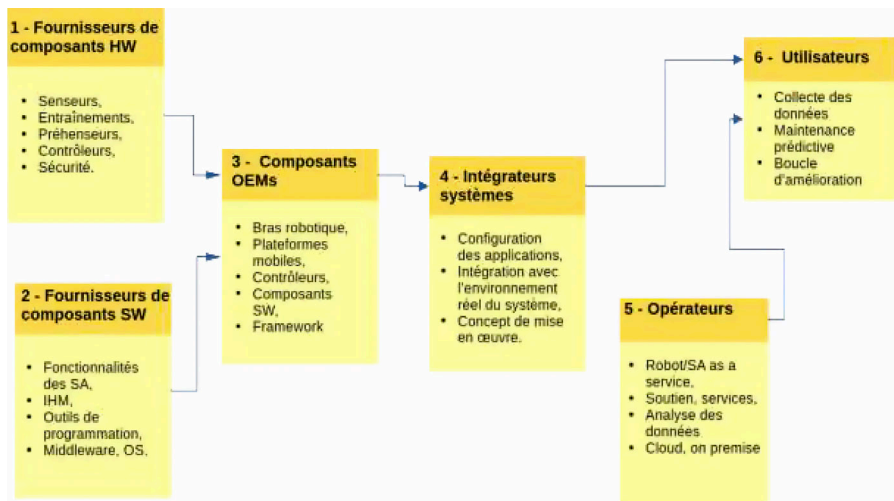 1 - Fournisseurs de
composants HW
• Senseurs,
• Entraînements,
• Préhenseurs,
• Contrôleurs,
• Sécurité.
2 - Fournisseurs de
composants SW
• Fonctionnalités
des SA,
• IHM,
• Outils de
programmation,
• Middleware, OS.
3 - Composants
OEMs
• Bras robotique,
• Plateformes
mobiles,
• Contrôleurs,
• Composants
SW,
• Framework
4 - Intégrateurs
systèmes
• Configuration
des applications,
• Intégration avec
l'environnement
réel du système,
• Concept de mise
en œuvre.
5 - Opérateurs
• Robot/SA as a
service,
• Soutien, services,
• Analyse des
données
• Cloud, on premise
6 - Utilisateurs
• Collecte des
données
• Maintenance
prédictive
• Boucle
d'amélioration